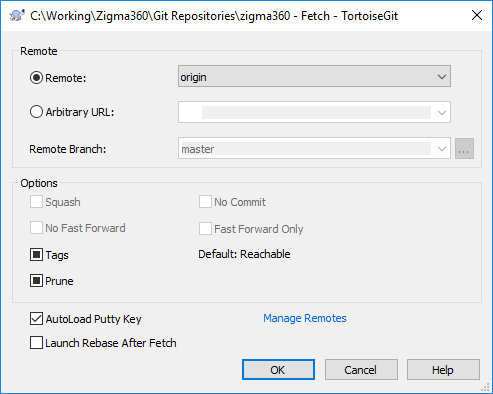 C:\Working\Zigma360\Git Repositories\zigma360 - Fetch - TortoiseGit
Remote
Remote:
origin
Arbitrary URL:
Remote Branch:
master
...
Options
Squash
No Commit
No Fast Forward
Fast Forward Only
Tags
Default: Reachable
Prune
AutoLoad Putty Key
Manage Remotes
Launch Rebase After Fetch
OK
Cancel
Help